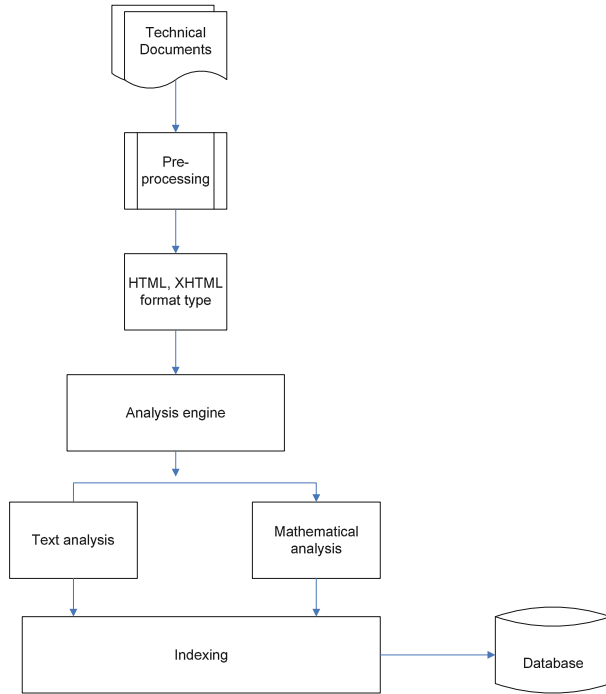 Technical
Documents
Pre-
processing
HTML, XHTML
format type
Analysis engine
Text analysis
Mathematical
analysis
Indexing
Database